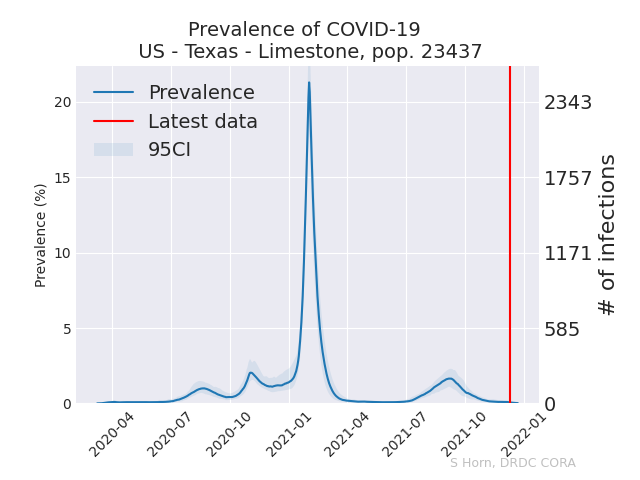 Prevalence of COVID-19
US - Texas - Limestone, pop. 23437
Prevalence
Latest data
95CI
Prevalence (%)
20
15
10
5
0
2343
1757
1171
585
0
# of infections
2020-04
2020-07
2020-10
2021-01
2021-04
2021-07
2021-10
2022-01
S Horn, DRDC CORA